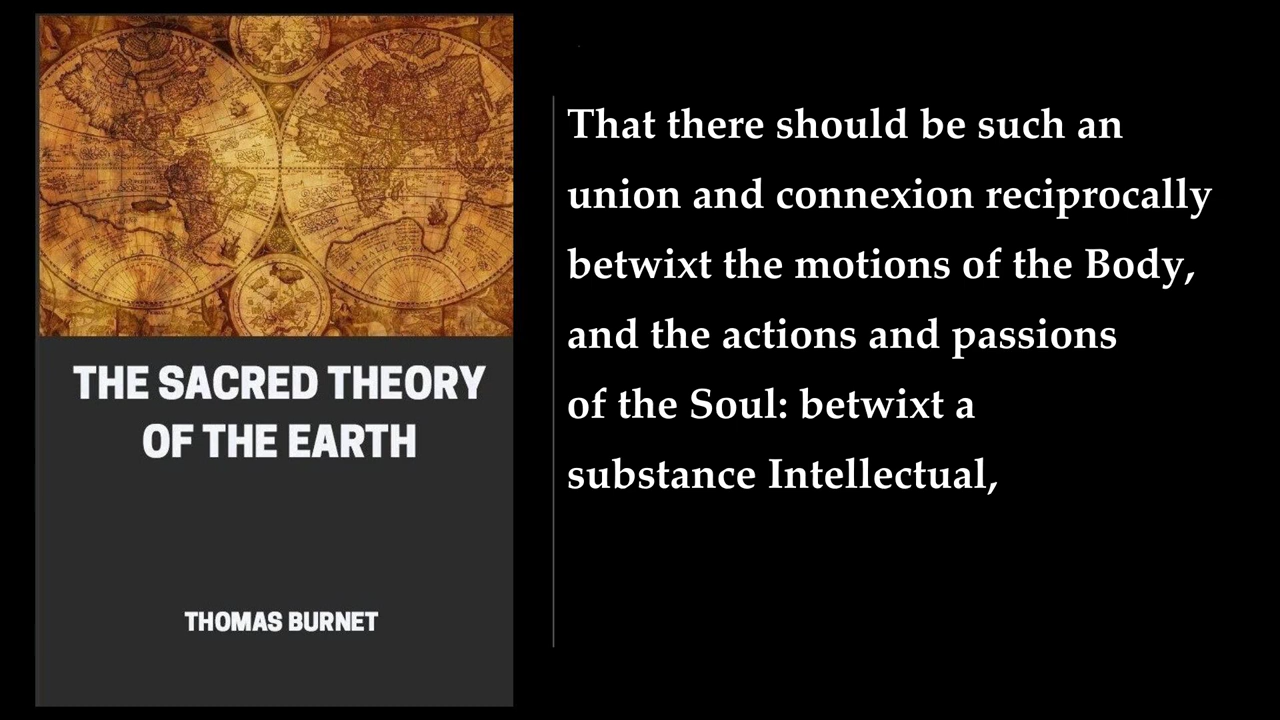 THE SACRED THEORY
OF THE EARTH
THOMAS BURNET
That there should be such an
union and connexion reciprocally
betwixt the motions of the Body,
and the actions and passions
of the Soul: betwixt a
substance Intellectual,